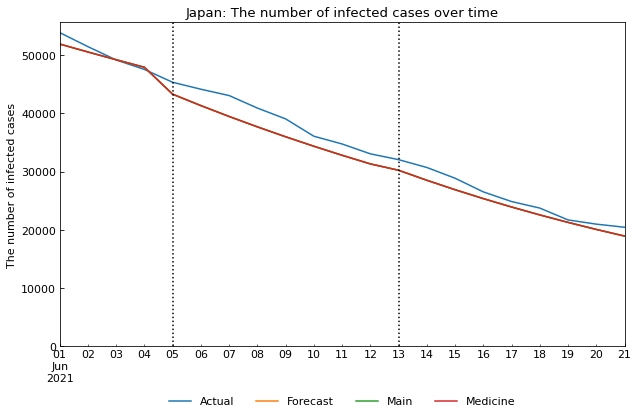 Japan: The number of infected cases over time
The number of infected cases
50000
40000
30000
20000
10000
0
01 02 03 04 05 06 07 08 09 10 11 12 13 14 15 16 17 18 19 20 21
Jun
2021
Actual Forecast Main Medicine